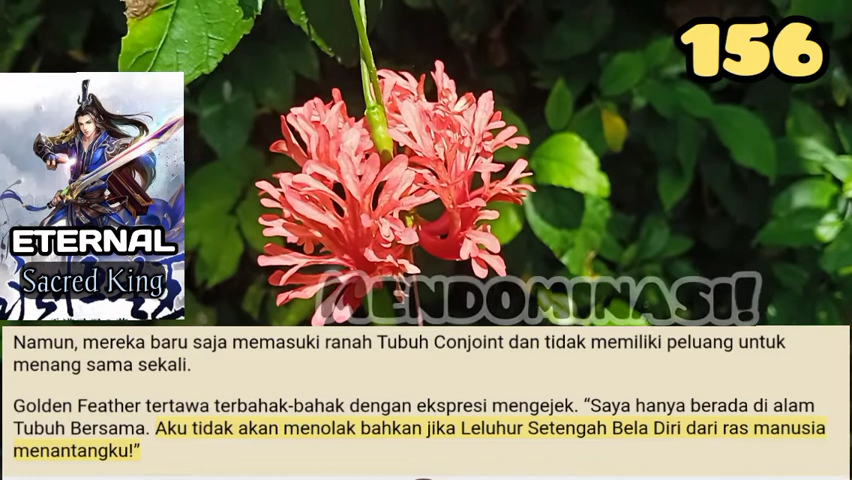 156
ETERNAL
Sacred King
MENDOMINASI!
Namun, mereka baru saja memasuki ranah Tubuh Conjoint dan tidak memiliki peluang untuk
menang sama sekali.
Golden Feather tertawa terbahak-bahak dengan ekspresi mengejek. “Saya hanya berada di alam
Tubuh Bersama. Aku tidak akan menolak bahkan jika Leluhur Setengah Bela Diri dari ras manusia
menantangku!”